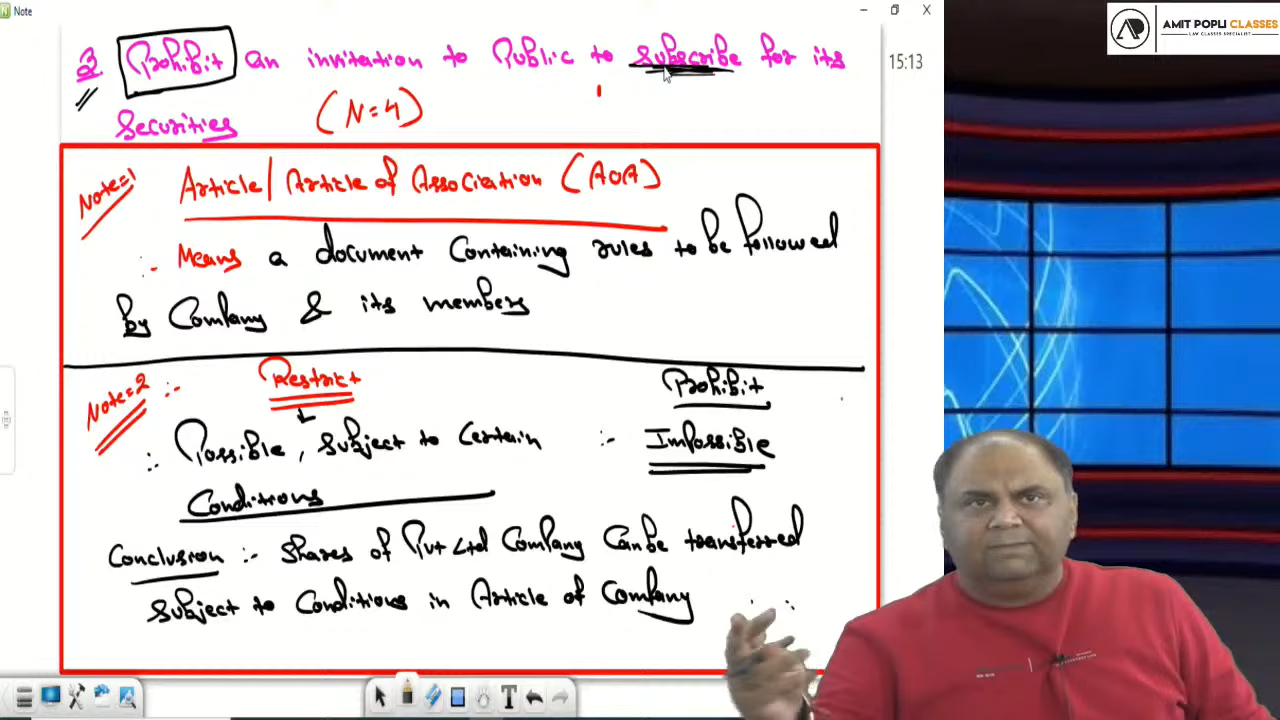 Note
AMIT POPLI CLASSES
LAW CLASSES SPECIALIST
15:13
3 Prohibit an invitation to Public to subscribe for its
Securities (N=4)
Note=1
Article/Article of Association (AOA)
:- Means a document containing rules to be followed
by Company & its members
Note=2 :- Restrict Prohibit
:- Possible, subject to certain :- Impossible
Conditions
Conclusion :- Shares of Pvt Ltd Company can be transferred
subject to Conditions in Article of Company